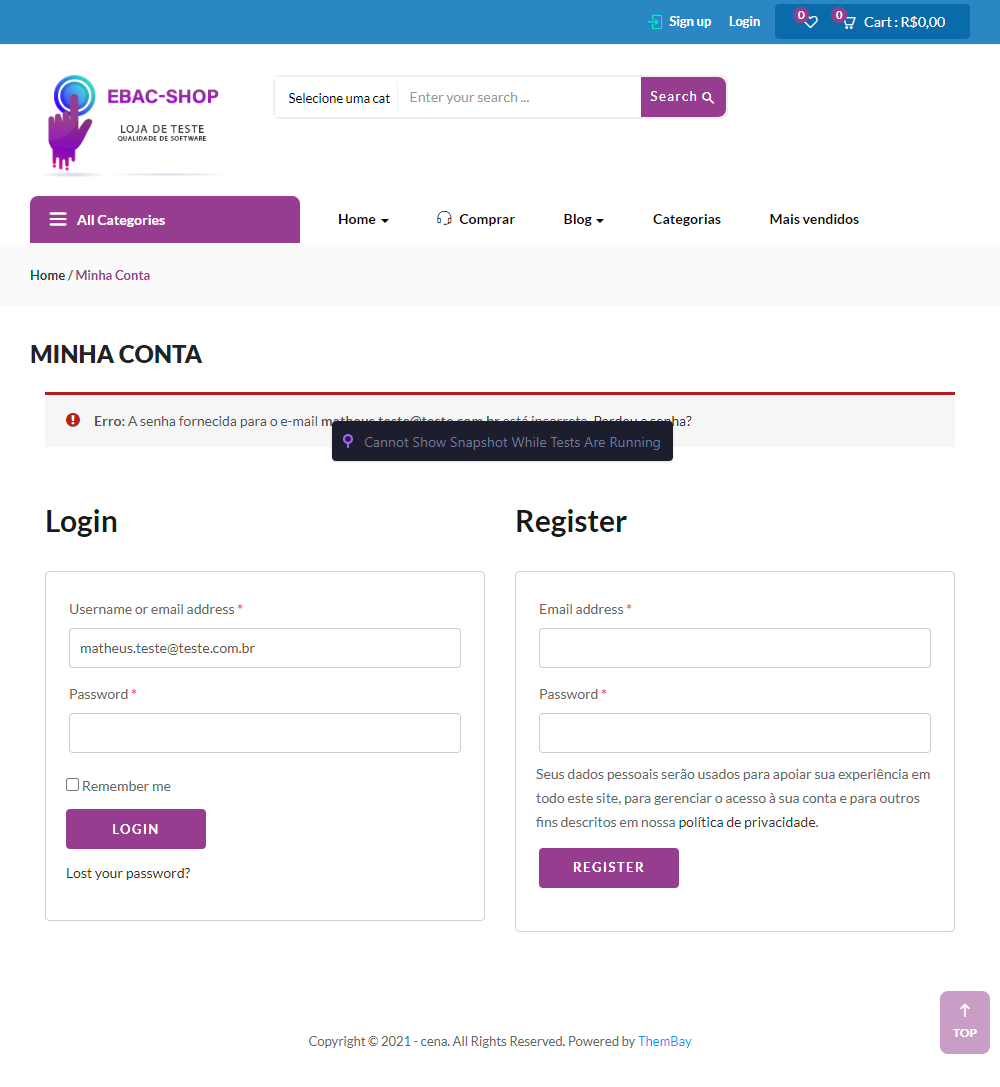 Sign up Login 0 0 Cart : R$0,00
EBAC-SHOP
LOJA DE TESTE
QUALIDADE DE SOFTWARE
Selecione uma cat Enter your search ... Search
All Categories Home Comprar Blog Categorias Mais vendidos
Home / Minha Conta
MINHA CONTA
Erro: A senha fornecida para o e-mail matheus.teste@teste.com.br está incorreta. Perdeu a senha?
Cannot Show Snapshot While Tests Are Running
Login
Username or email address *
matheus.teste@teste.com.br
Password *
Remember me
LOGIN
Lost your password?
Register
Email address *
Password *
Seus dados pessoais serão usados para apoiar sua experiência em
todo este site, para gerenciar o acesso à sua conta e para outros
fins descritos em nossa política de privacidade.
REGISTER
TOP
Copyright © 2021 - cena. All Rights Reserved. Powered by ThemBay